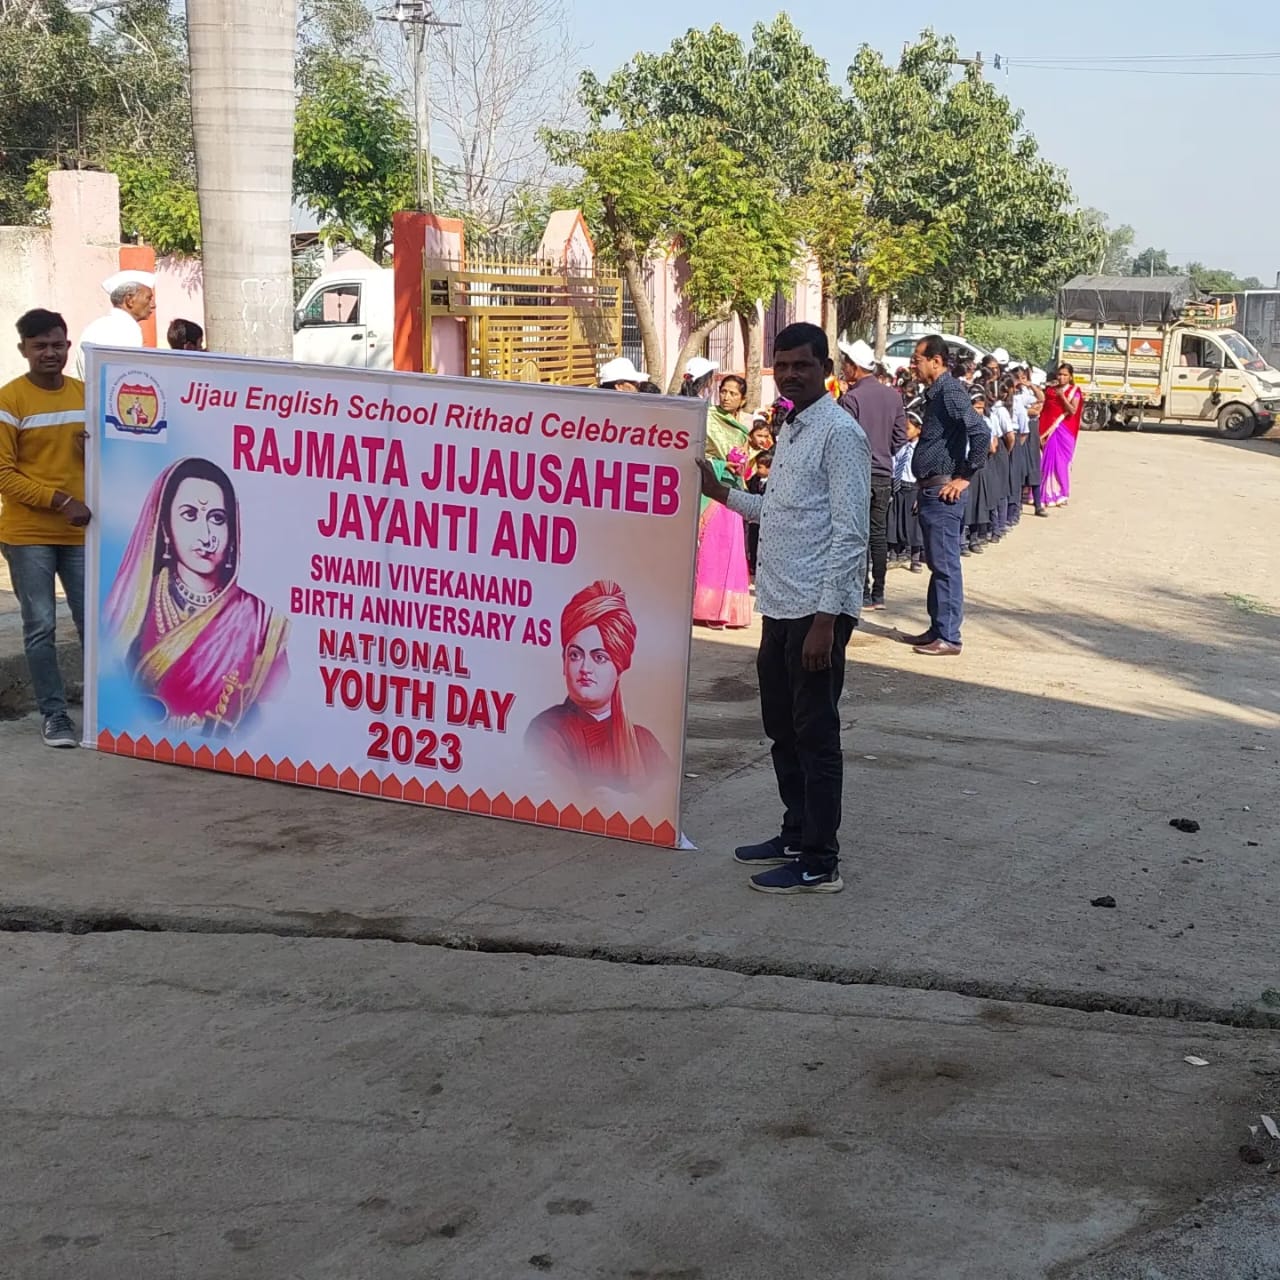 Jijau English School Rithad Celebrates
RAJMATA JIJAUSAHEB
JAYANTI AND
SWAMI VIVEKANAND
BIRTH ANNIVERSARY AS
NATIONAL
YOUTH DAY
2023